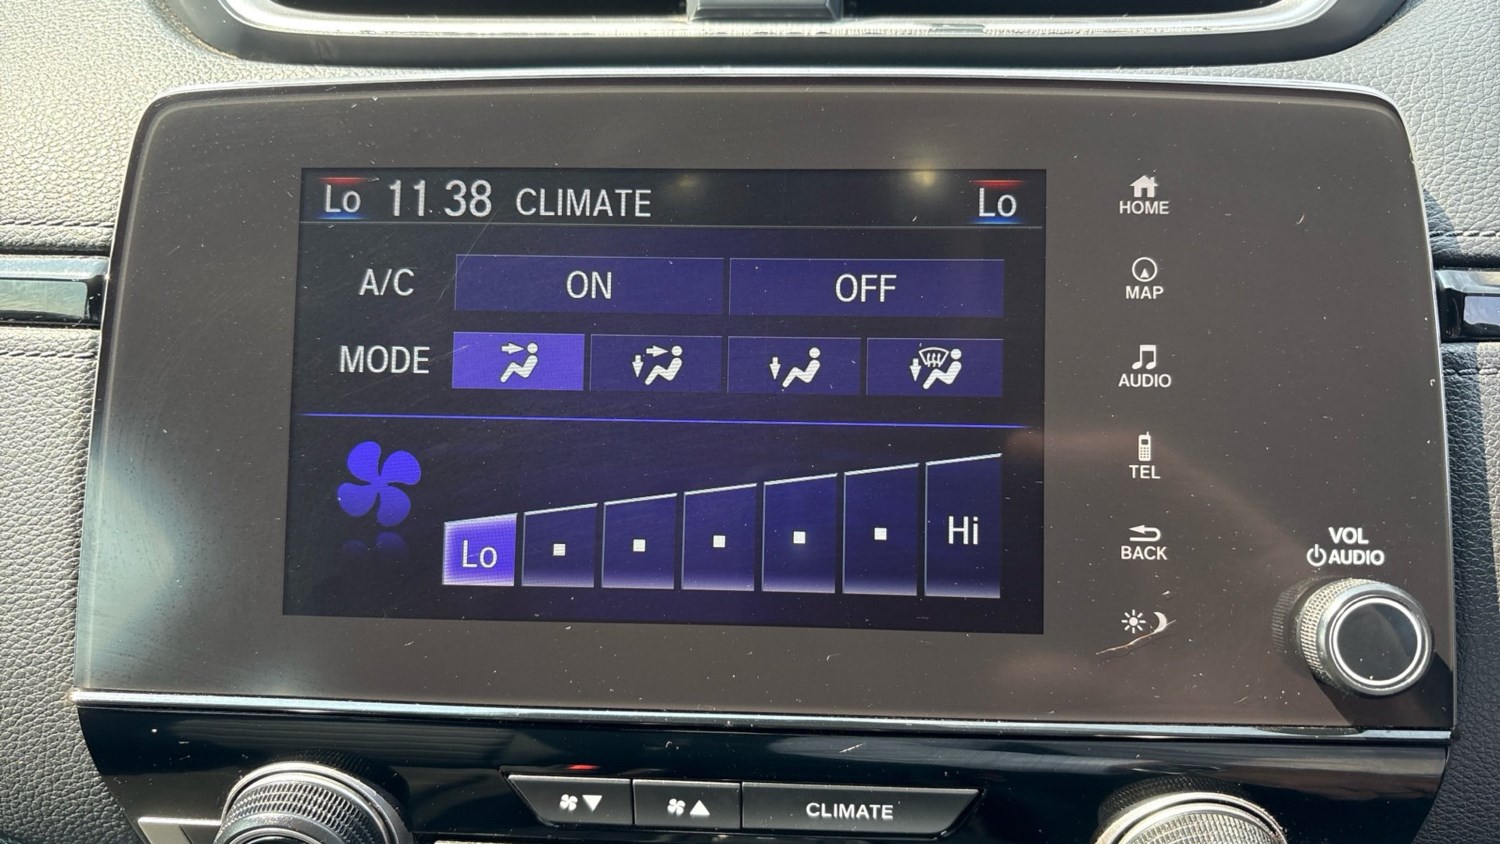 Lo 11 38 CLIMATE Lo
A/C ON OFF
MODE
Lo Hi
HOME
MAP
AUDIO
TEL
BACK
VOL
AUDIO
CLIMATE